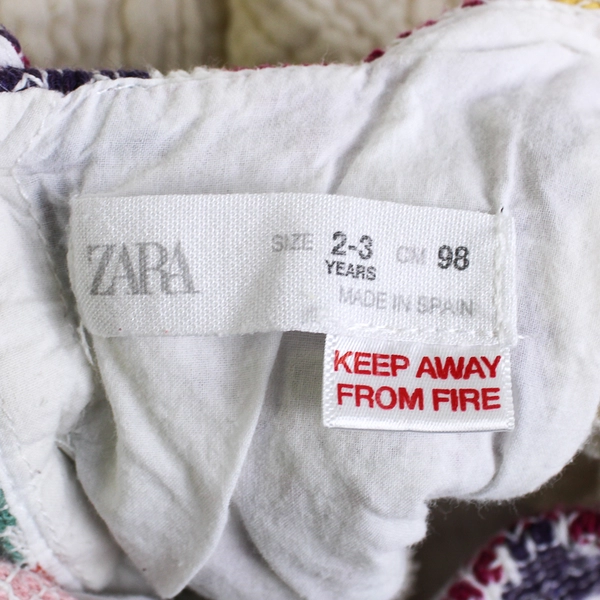 ZARA
SIZE 2-3 CM 98
YEARS
MADE IN SPAIN
KEEP AWAY
FROM FIRE